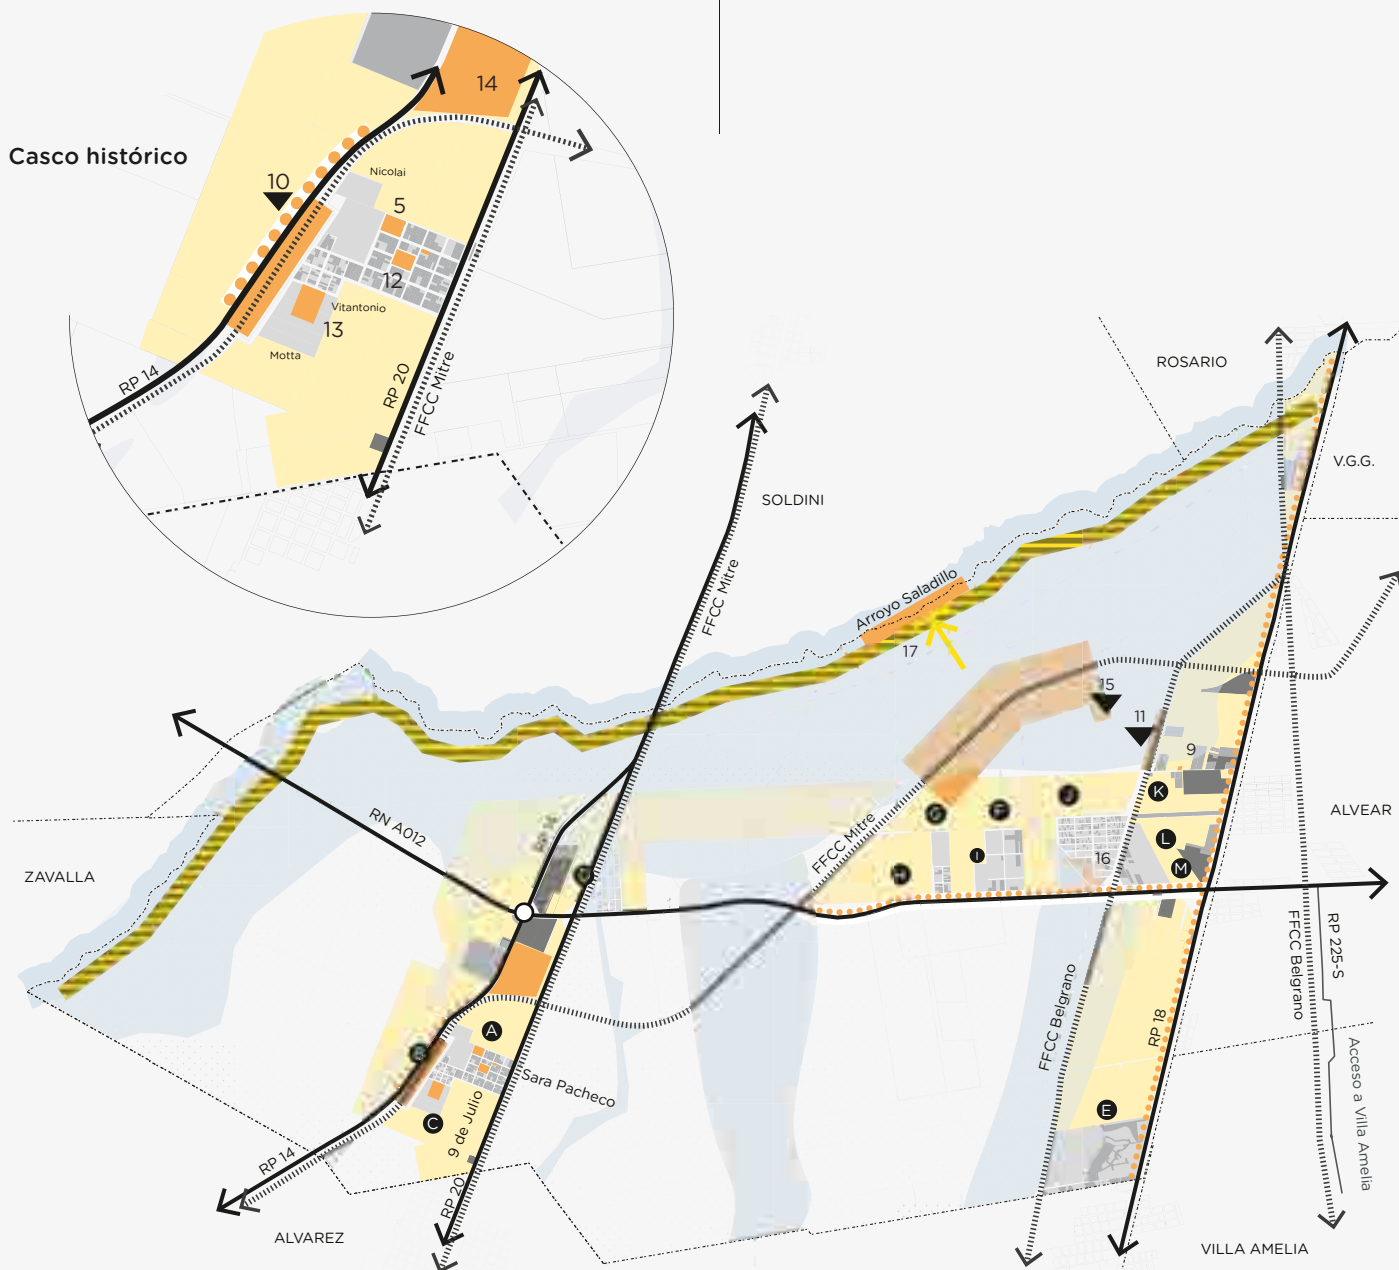 14
Casco histórico
Nicolai
10
5
12
Vitantonio
13
Motta
RP 14
RP 20
FFCC Mitre
ROSARIO
V.G.G.
SOLDINI
FFCC Mitre
Arroyo Saladillo
17
15
11
9
RN A012
RP 14
FFCC Mitre
G
F
J
K
ALVEAR
L
16
I
M
H
ZAVALLA
FFCC Belgrano
RP 225-S
FFCC Belgrano
RP 18
A
B
Acceso a Villa Amelia
Sara Pacheco
9 de Julio
C
E
RP 14
RP 20
ALVAREZ
VILLA AMELIA